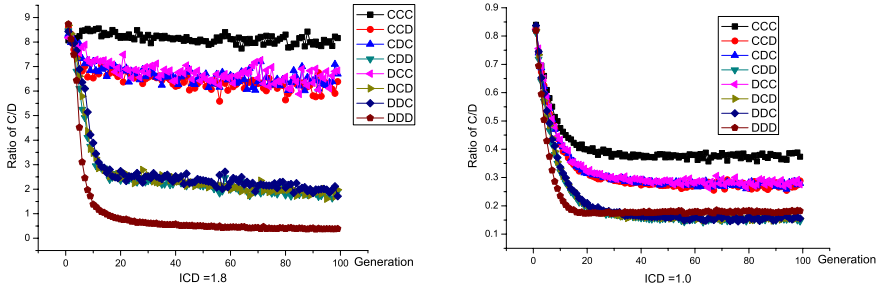 Ratio of C/D
9
8
7
6
5
4
3
2
1
0
0
20
40
60
80
100
Generation
ICD =1.8
CCC
CCD
CDC
CDD
DCC
DCD
DDC
DDD
Ratio of C/D
0.9
0.8
0.7
0.6
0.5
0.4
0.3
0.2
0.1
0
20
40
60
80
100
Generation
ICD =1.0
CCC
CCD
CDC
CDD
DCC
DCD
DDC
DDD